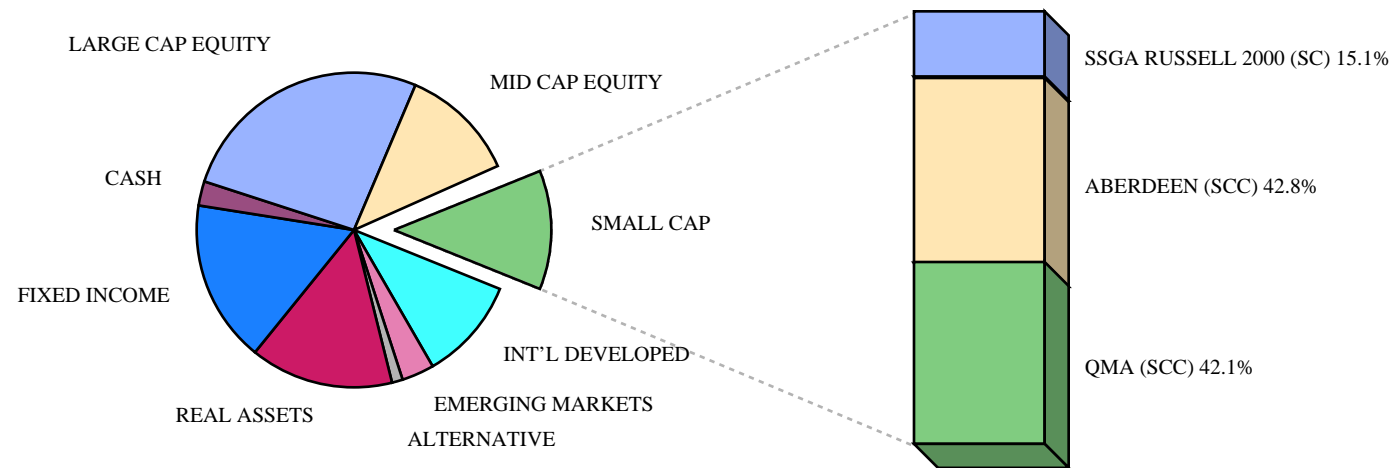 LARGE CAP EQUITY
MID CAP EQUITY
CASH
SMALL CAP
FIXED INCOME
INT'L DEVELOPED
REAL ASSETS
EMERGING MARKETS
ALTERNATIVE
SSGA RUSSELL 2000 (SC) 15.1%
ABERDEEN (SCC) 42.8%
QMA (SCC) 42.1%